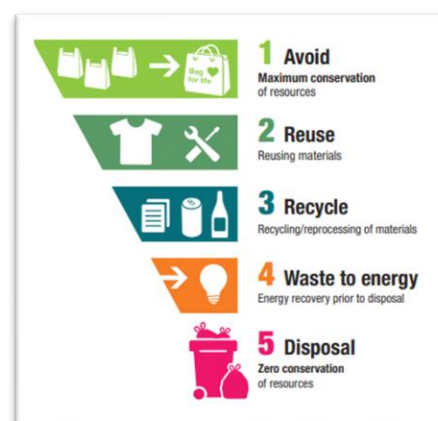 1 Avoid
Maximum conservation
of resources
Bag
for life
2 Reuse
Reusing materials
3 Recycle
Recycling/reprocessing of materials
4 Waste to energy
Energy recovery prior to disposal
5 Disposal
Zero conservation
of resources